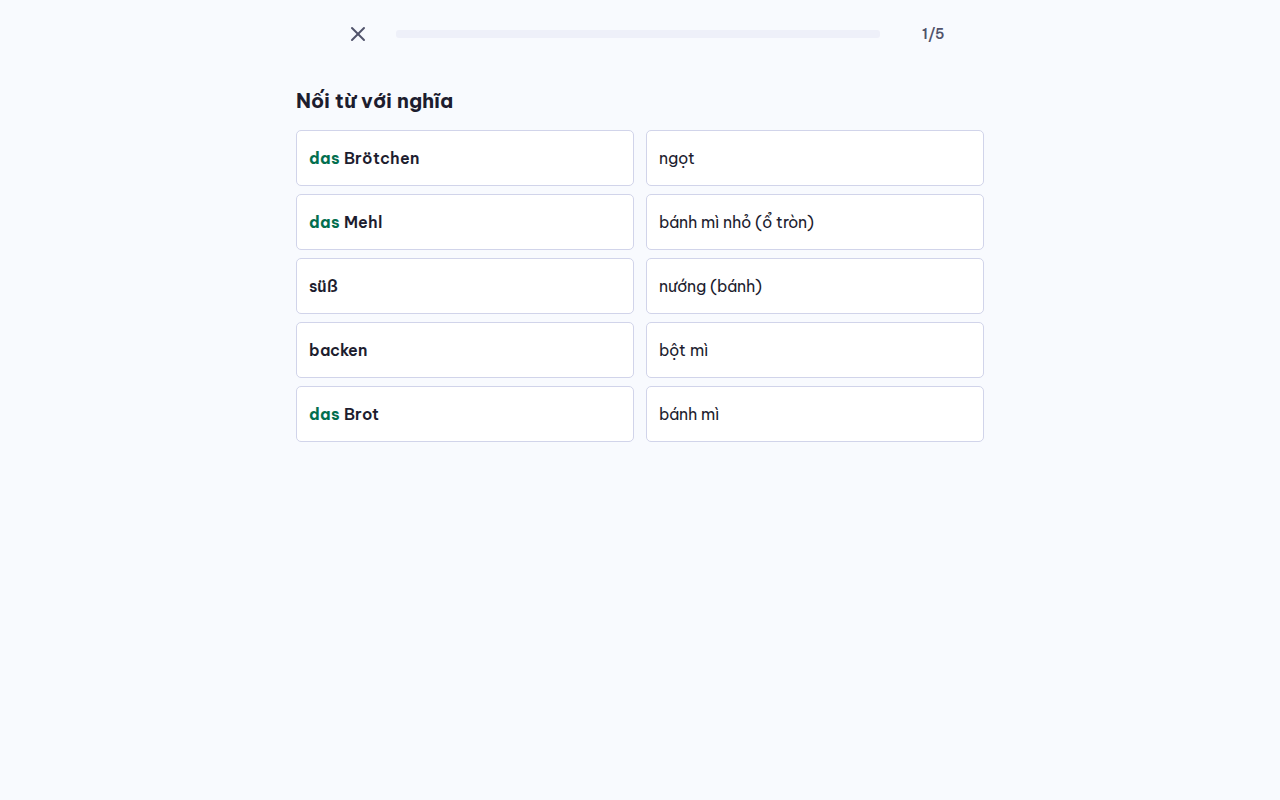 1/5
Nối từ với nghĩa
das Brötchen
ngọt
das Mehl
bánh mì nhỏ (ổ tròn)
süß
nướng (bánh)
backen
bột mì
das Brot
bánh mì